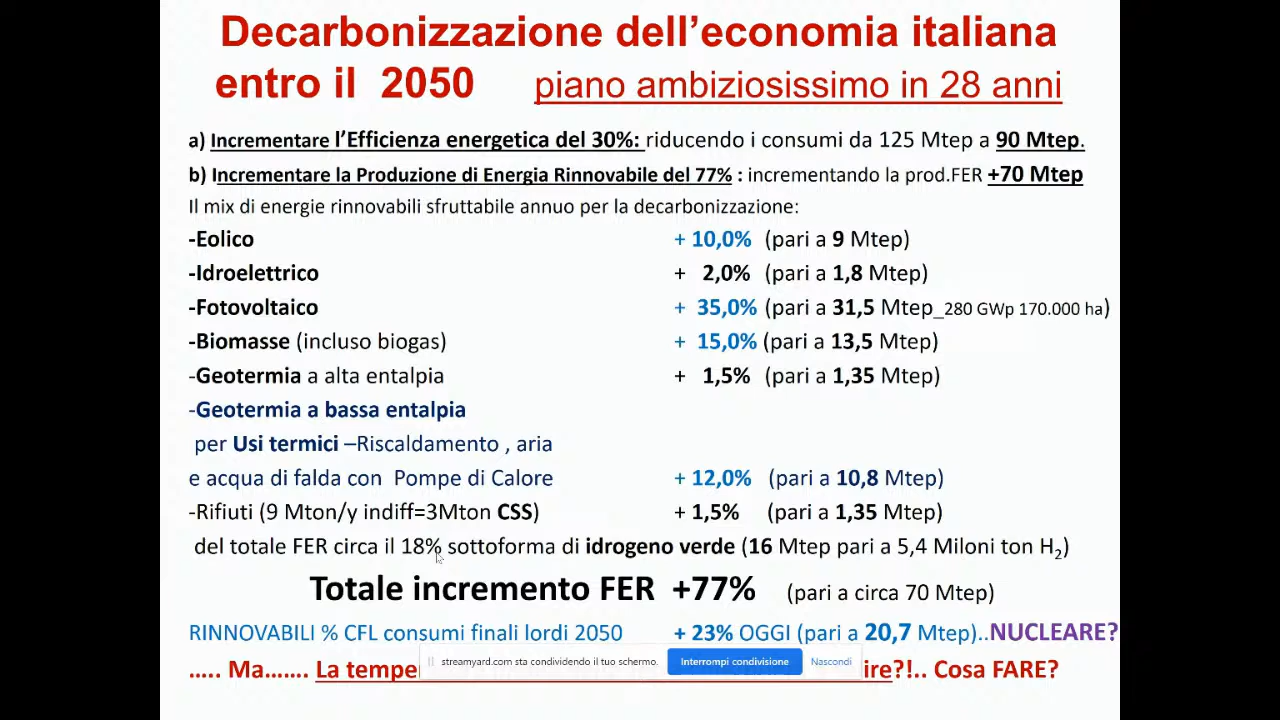 Decarbonizzazione dell’economia italiana
entro il 2050 piano ambiziosissimo in 28 anni
a) Incrementare l’Efficienza energetica del 30%: riducendo i consumi da 125 Mtep a 90 Mtep.
b) Incrementare la Produzione di Energia Rinnovabile del 77% : incrementando la prod.FER +70 Mtep
Il mix di energie rinnovabili sfruttabile annuo per la decarbonizzazione:
-Eolico + 10,0% (pari a 9 Mtep)
-Idroelettrico + 2,0% (pari a 1,8 Mtep)
-Fotovoltaico + 35,0% (pari a 31,5 Mtep_280 GWp 170.000 ha)
-Biomasse (incluso biogas) + 15,0% (pari a 13,5 Mtep)
-Geotermia a alta entalpia + 1,5% (pari a 1,35 Mtep)
-Geotermia a bassa entalpia
per Usi termici –Riscaldamento , aria
e acqua di falda con Pompe di Calore + 12,0% (pari a 10,8 Mtep)
-Rifiuti (9 Mton/y indiff=3Mton CSS) + 1,5% (pari a 1,35 Mtep)
del totale FER circa il 18% sottoforma di idrogeno verde (16 Mtep pari a 5,4 Miloni ton H2)
Totale incremento FER +77% (pari a circa 70 Mtep)
RINNOVABILI % CFL consumi finali lordi 2050 + 23% OGGI (pari a 20,7 Mtep)..NUCLEARE?
..... Ma....... La ?!.. Cosa FARE?
streamyard.com sta condividendo il tuo schermo. Interrompi condivisione Nascondi